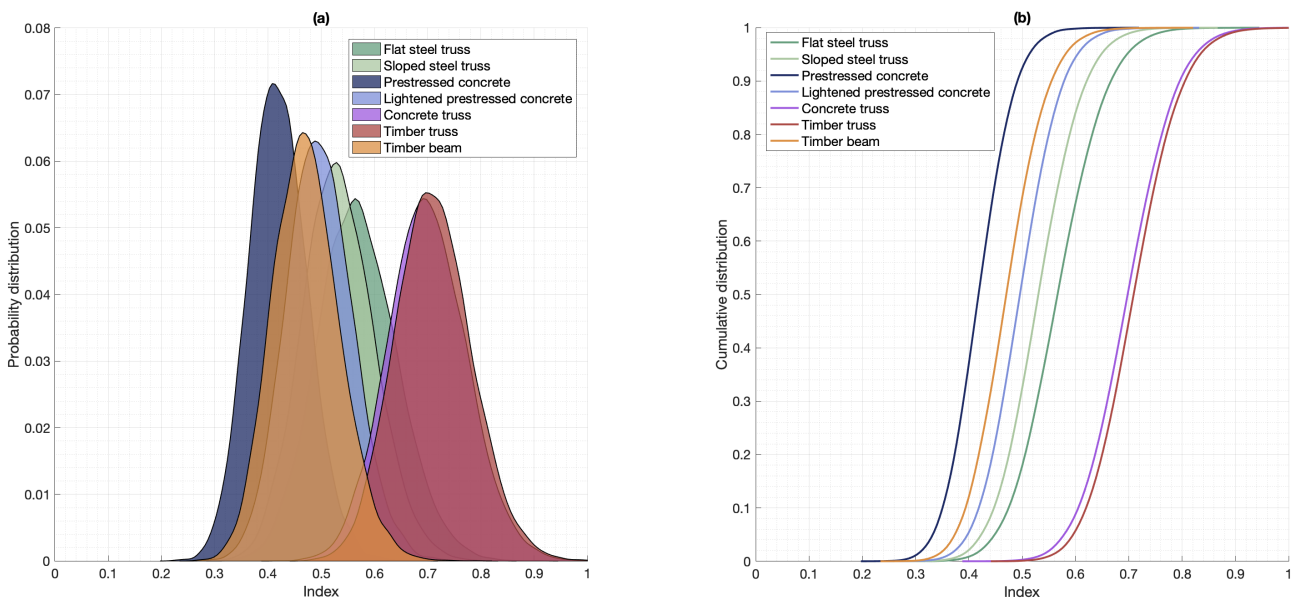 (a)
0.08
0.07
0.06
0.05
0.04
0.03
0.02
0.01
0
Probability distribution
0 0.1 0.2 0.3 0.4 0.5 0.6 0.7 0.8 0.9 1
Index
Flat steel truss
Sloped steel truss
Prestressed concrete
Lightened prestressed concrete
Concrete truss
Timber truss
Timber beam
(b)
1
0.9
0.8
0.7
0.6
0.5
0.4
0.3
0.2
0.1
0
Cumulative distribution
0 0.1 0.2 0.3 0.4 0.5 0.6 0.7 0.8 0.9 1
Index
Flat steel truss
Sloped steel truss
Prestressed concrete
Lightened prestressed concrete
Concrete truss
Timber truss
Timber beam